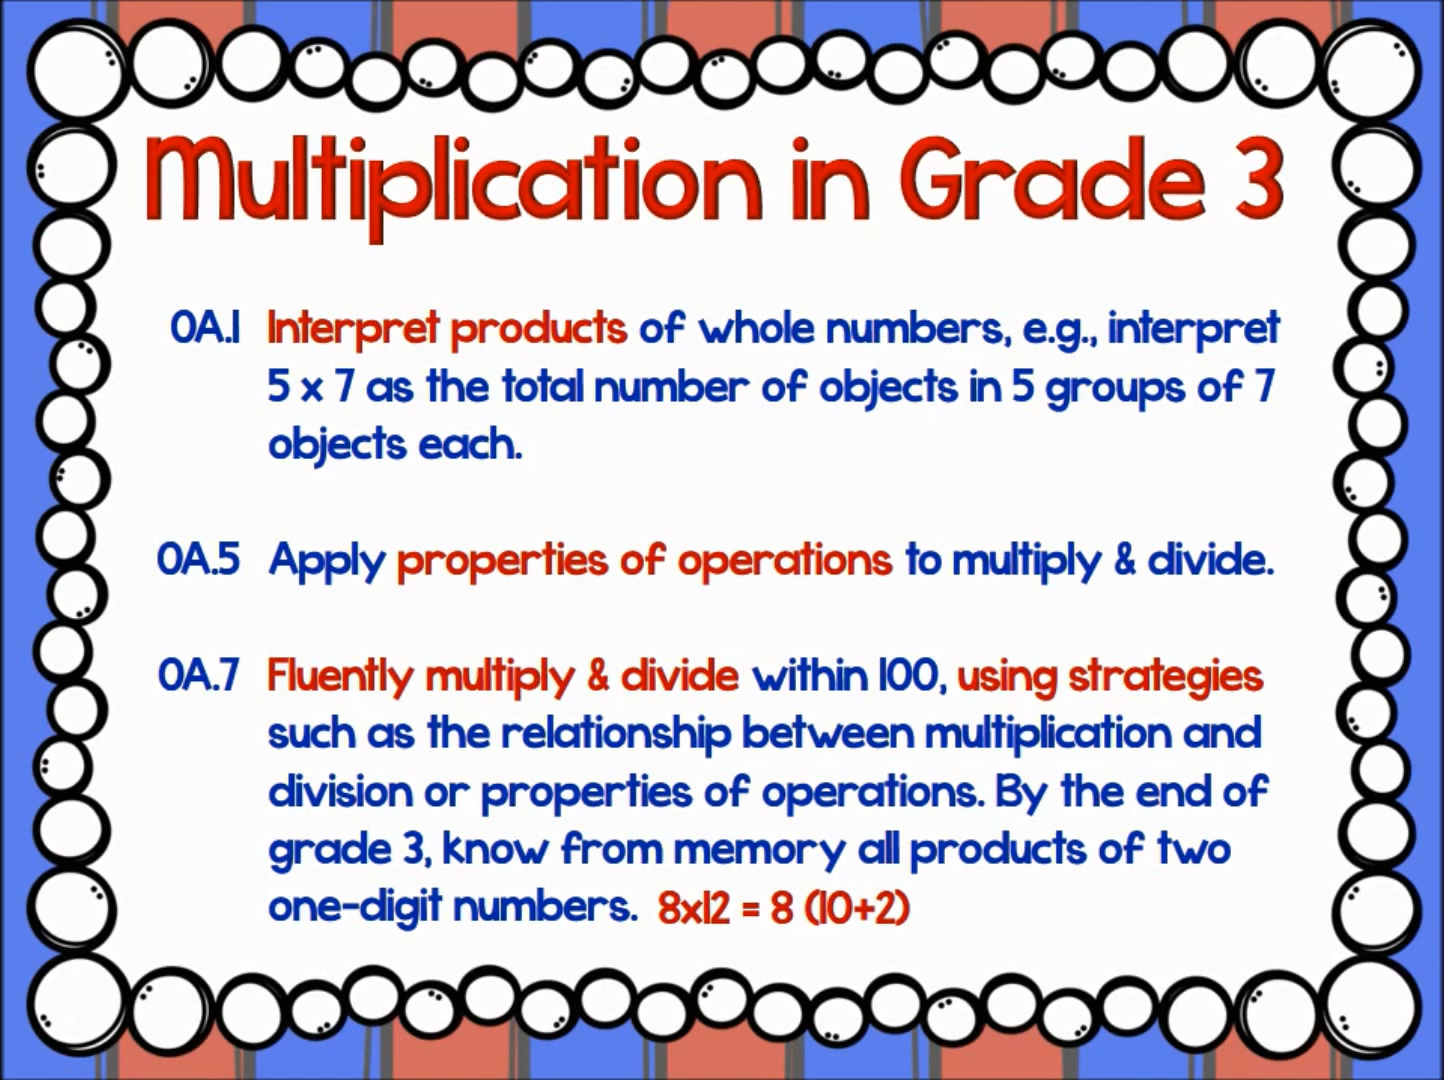 Multiplication in Grade 3
OA.1 Interpret products of whole numbers, e.g., interpret
5 x 7 as the total number of objects in 5 groups of 7
objects each.
OA.5 Apply properties of operations to multiply & divide.
OA.7 Fluently multiply & divide within 100, using strategies
such as the relationship between multiplication and
division or properties of operations. By the end of
grade 3, know from memory all products of two
one-digit numbers. 8x12 = 8 (10+2)